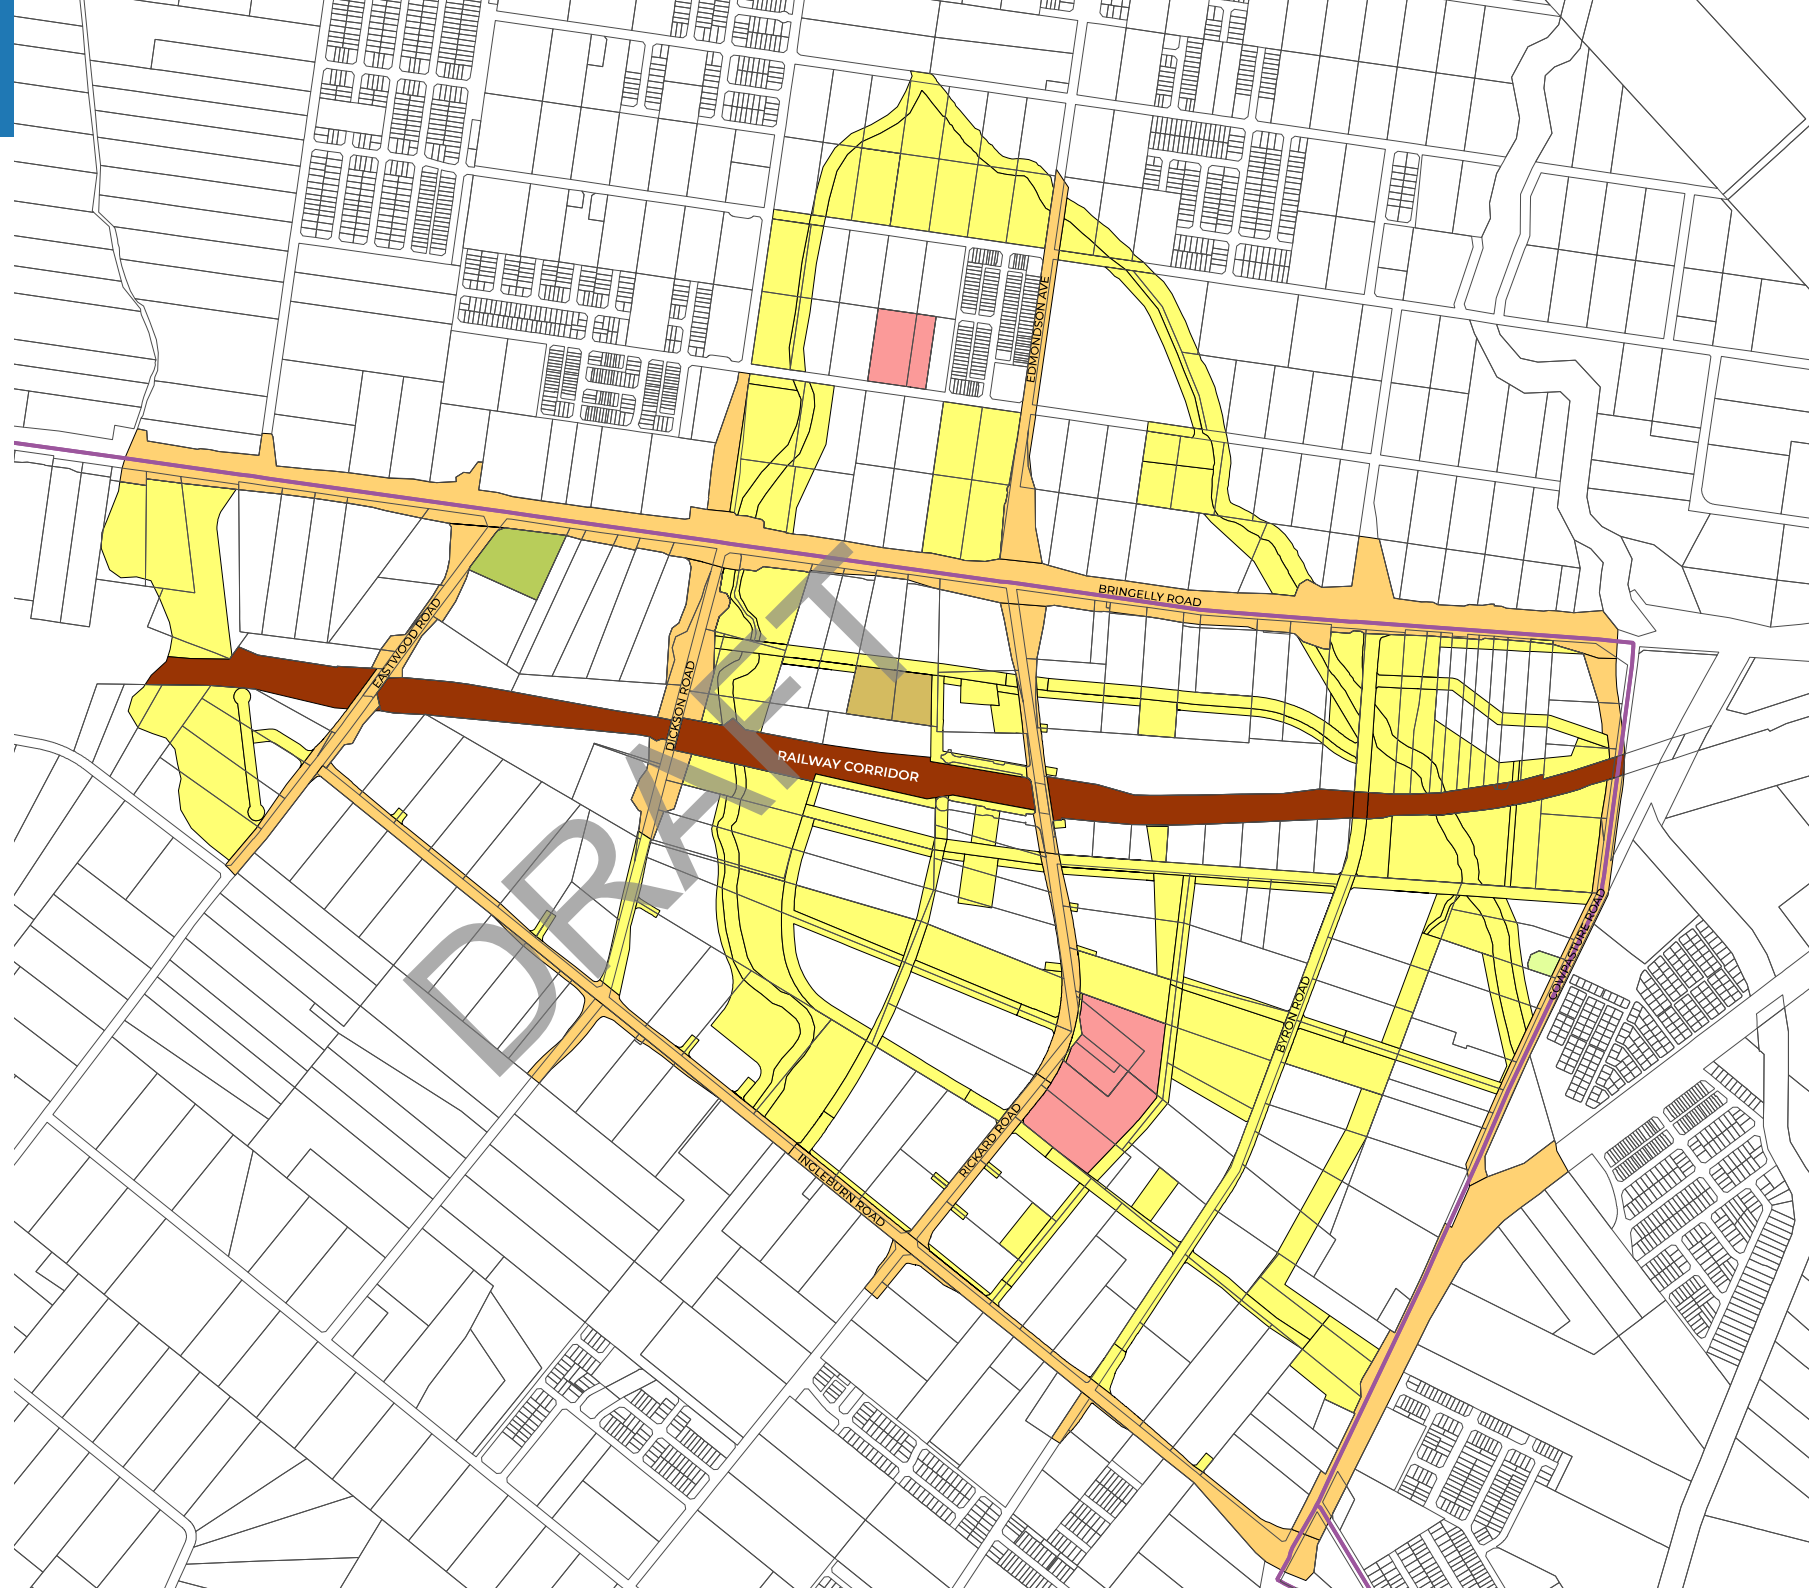 EDMONDSON AVE
BRINGELLY ROAD
EASTWOOD ROAD
DICKSON ROAD
RAILWAY CORRIDOR
DRAFT
COWPASTURE ROAD
BYRON ROAD
RICKARD ROAD
INGLEBURN ROAD